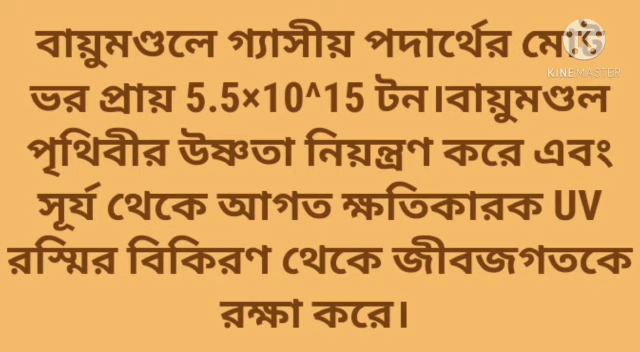 বায়ুমণ্ডলে গ্যাসীয় পদার্থের মোট
KINEMASTER
ভর প্রায় 5.5×10^15 টন।বায়ুমণ্ডল
পৃথিবীর উষ্ণতা নিয়ন্ত্রণ করে এবং
সূর্য থেকে আগত ক্ষতিকারক UV
রস্মির বিকিরণ থেকে জীবজগতকে
রক্ষা করে।